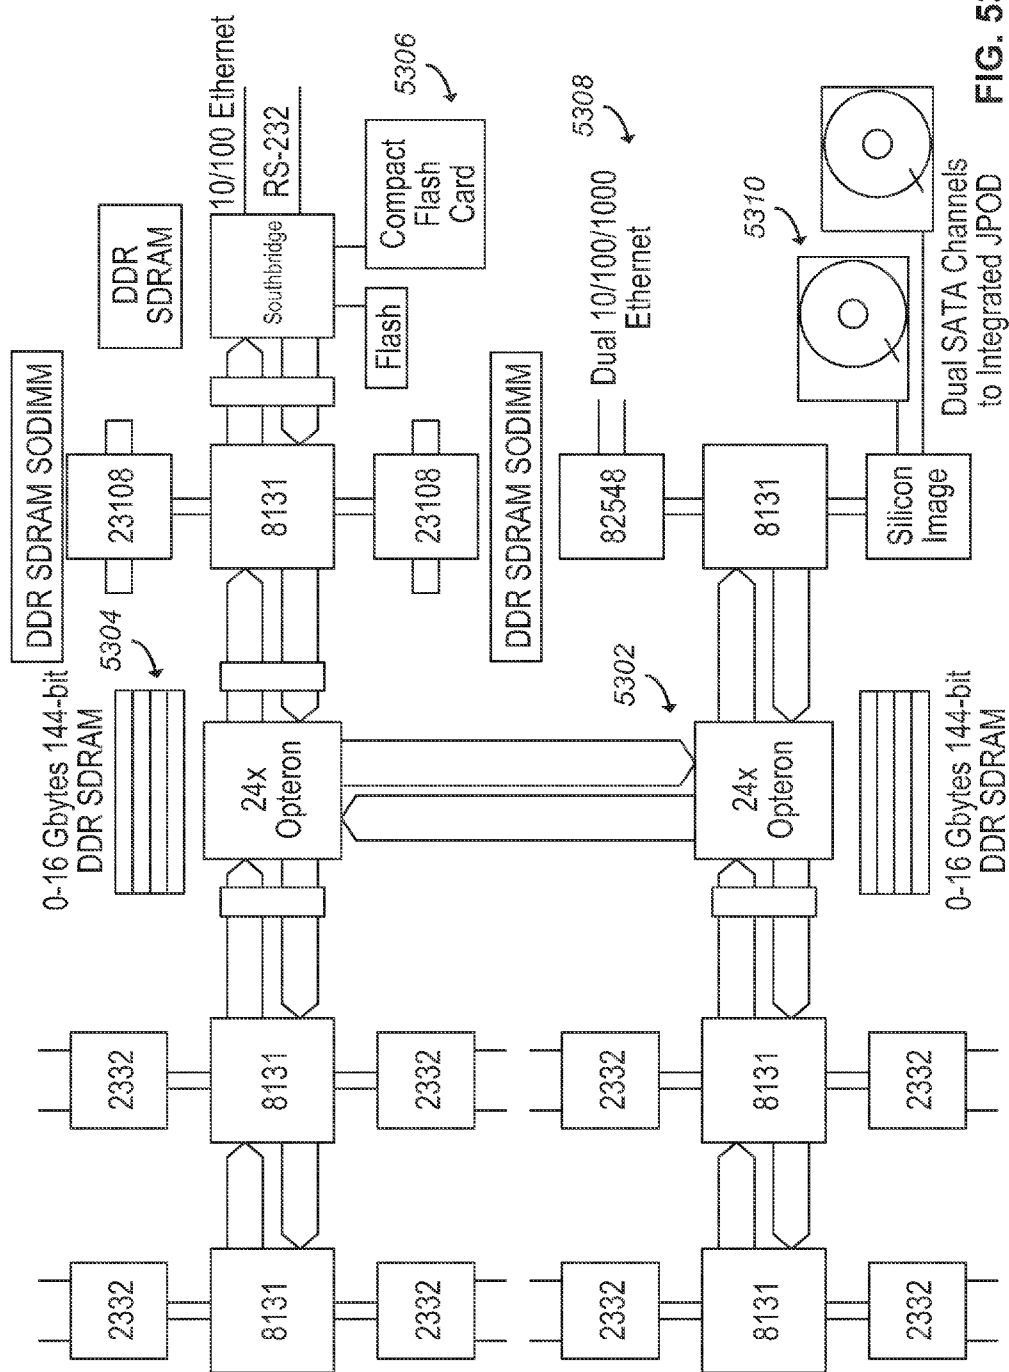 0-16 Gbytes 144-bit
DDR SDRAM
5304
DDR SDRAM SODIMM
DDR
SDRAM
2332
2332
23108
8131
8131
24x
Opteron
8131
Southbridge
10/100 Ethernet
RS-232
2332
2332
23108
Flash
Compact
Flash
Card
5306
DDR SDRAM SODIMM
2332
2332
5302
82548
Dual 10/100/1000
Ethernet
5308
8131
8131
24x
Opteron
8131
5310
2332
2332
0-16 Gbytes 144-bit
DDR SDRAM
Silicon
Image
Dual SATA Channels
to Integrated JPOD
FIG. 53